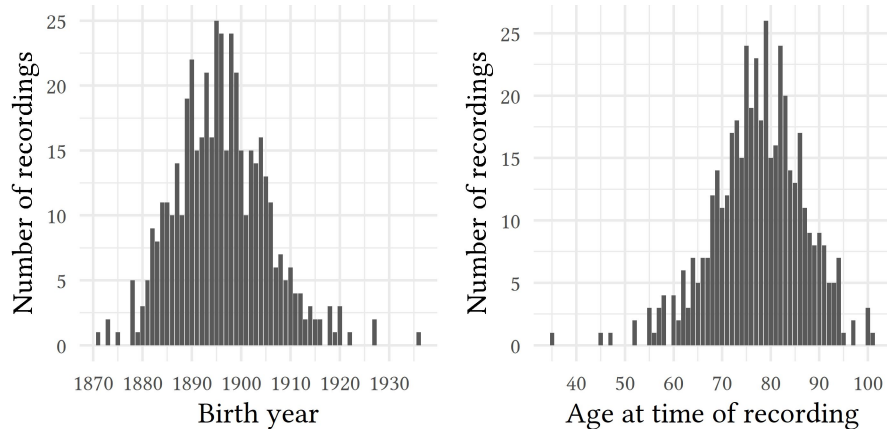 Number of recordings
25
20
15
10
5
0
1870 1880 1890 1900 1910 1920 1930
Birth year
Number of recordings
25
20
15
10
5
0
40 50 60 70 80 90 100
Age at time of recording